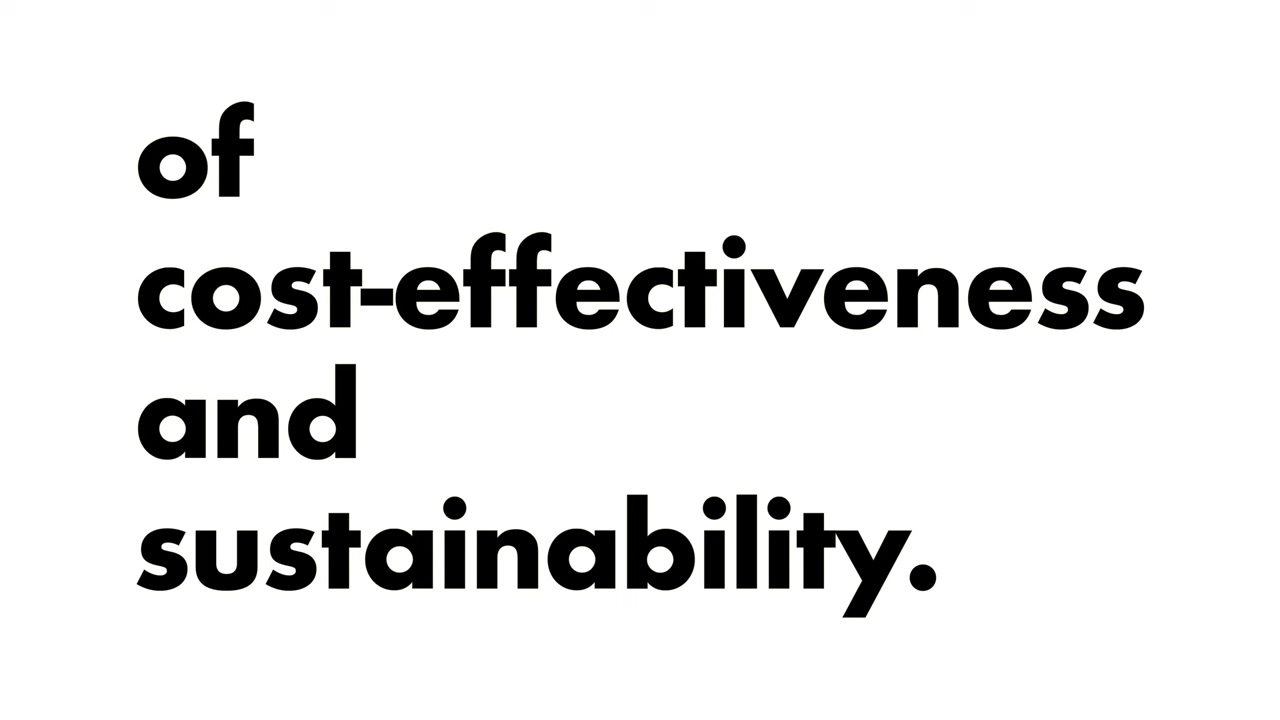 of
cost-effectiveness
and
sustainability.